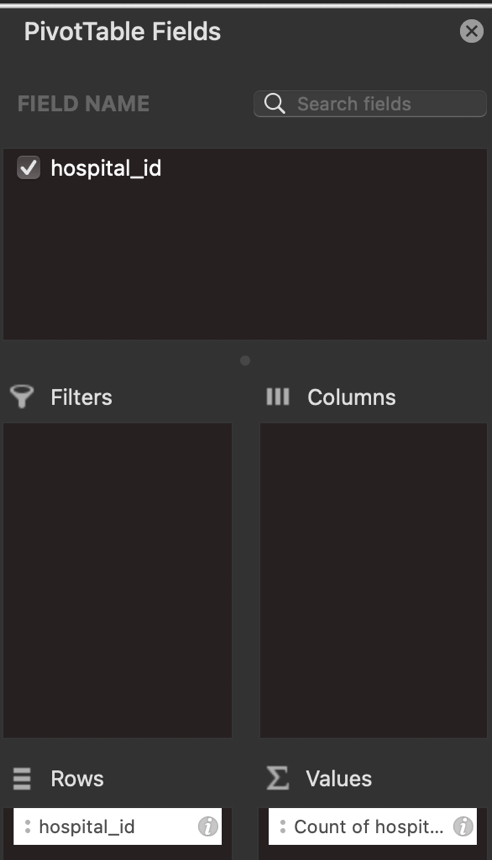 PivotTable Fields
FIELD NAME
Search fields
hospital_id
Filters
Columns
Rows
Values
hospital_id
Count of hospit...